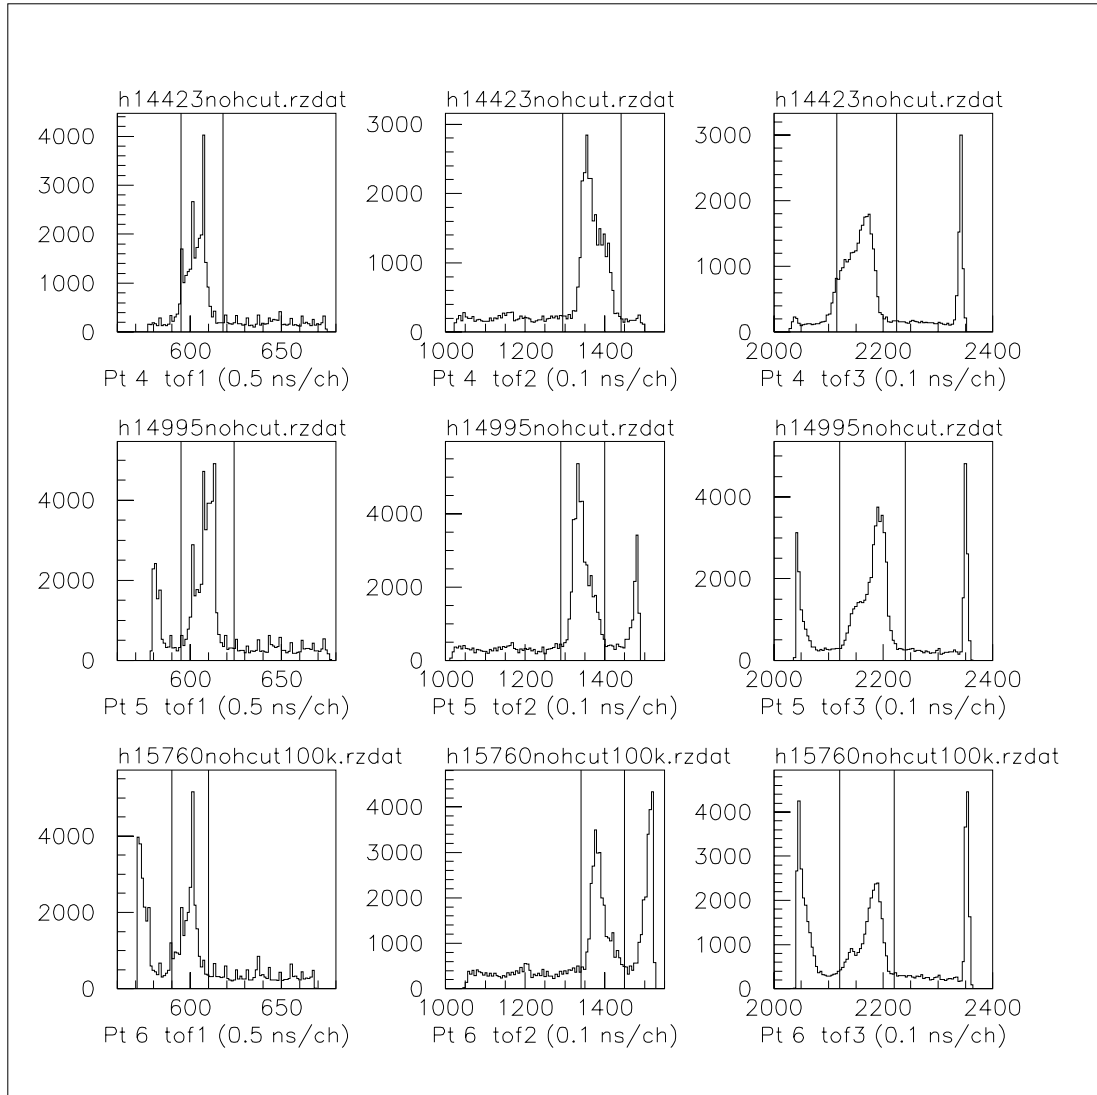 h14423nohcut.rzdat
4000
3000
2000
1000
0
600 650
Pt 4 tof1 (0.5 ns/ch)
h14423nohcut.rzdat
3000
2000
1000
0
1000 1200 1400
Pt 4 tof2 (0.1 ns/ch)
h14423nohcut.rzdat
3000
2000
1000
0
2000 2200 2400
Pt 4 tof3 (0.1 ns/ch)
h14995nohcut.rzdat
4000
2000
0
600 650
Pt 5 tof1 (0.5 ns/ch)
h14995nohcut.rzdat
4000
2000
0
1000 1200 1400
Pt 5 tof2 (0.1 ns/ch)
h14995nohcut.rzdat
4000
2000
0
2000 2200 2400
Pt 5 tof3 (0.1 ns/ch)
h15760nohcut100k.rzdat
4000
2000
0
600 650
Pt 6 tof1 (0.5 ns/ch)
h15760nohcut100k.rzdat
4000
3000
2000
1000
0
1000 1200 1400
Pt 6 tof2 (0.1 ns/ch)
h15760nohcut100k.rzdat
4000
3000
2000
1000
0
2000 2200 2400
Pt 6 tof3 (0.1 ns/ch)